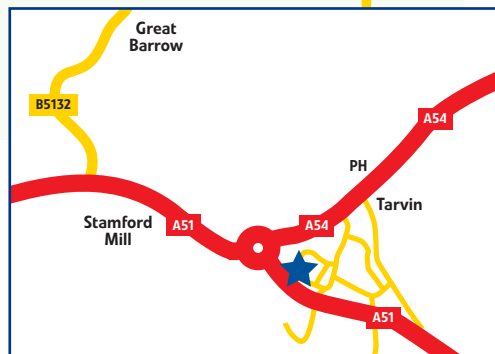 Great
Barrow
B5132
A54
PH
Tarvin
Stamford
Mill
A51
A54
A51